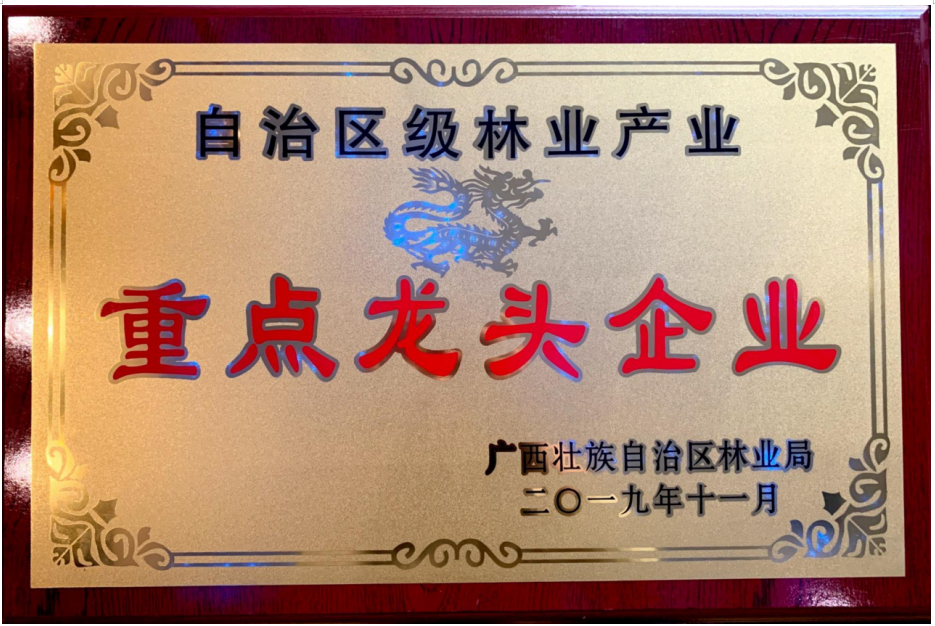 自治区级林业产业
重点龙头企业
广西壮族自治区林业局
二〇一九年十一月